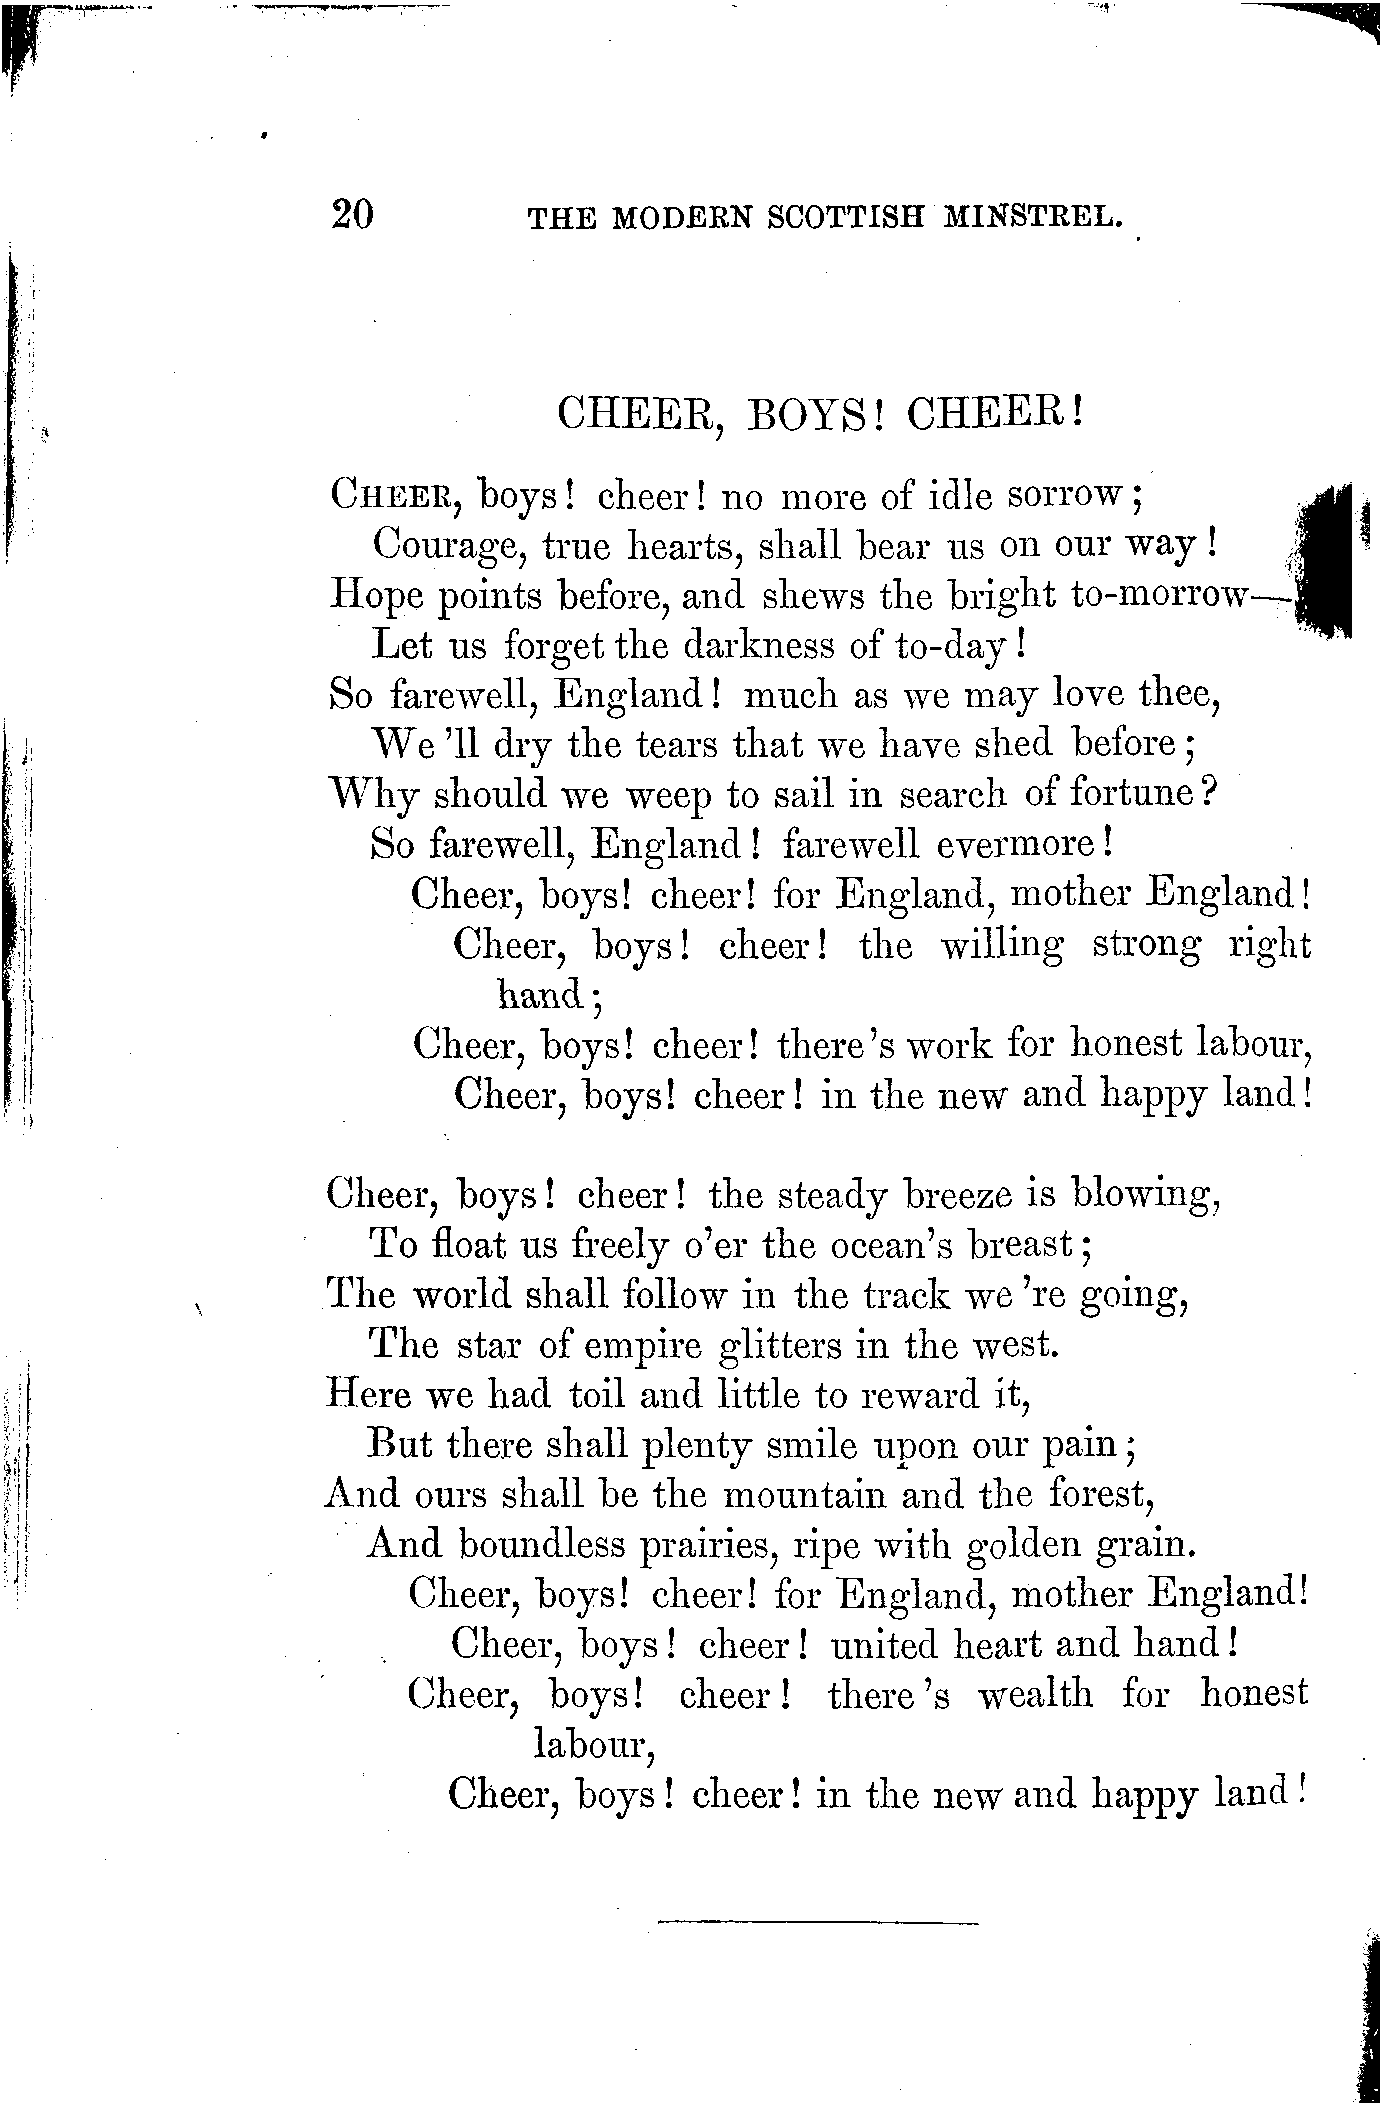 20 THE MODERN SCOTTISH MINSTREL.
CHEER, BOYS! CHEER!
CHEER, boys! cheer! no more of idle sorrow;
Courage, true hearts, shall bear us on our way!
Hope points before, and shews the bright to-morrow—
Let us forget the darkness of to-day!
So farewell, England! much as we may love thee,
We 'll dry the tears that we have shed before;
Why should we weep to sail in search of fortune?
So farewell, England! farewell evermore!
Cheer, boys! cheer! for England, mother England!
Cheer, boys! cheer! the willing strong right
hand;
Cheer, boys! cheer! there's work for honest labour,
Cheer, boys! cheer! in the new and happy land!
Cheer, boys! cheer! the steady breeze is blowing,
To float us freely o'er the ocean's breast;
The world shall follow in the track we 're going,
The star of empire glitters in the west.
Here we had toil and little to reward it,
But there shall plenty smile upon our pain;
And ours shall be the mountain and the forest,
And boundless prairies, ripe with golden grain.
Cheer, boys! cheer! for England, mother England!
Cheer, boys! cheer! united heart and hand!
Cheer, boys! cheer! there 's wealth for honest
labour,
Cheer, boys! cheer! in the new and happy land!